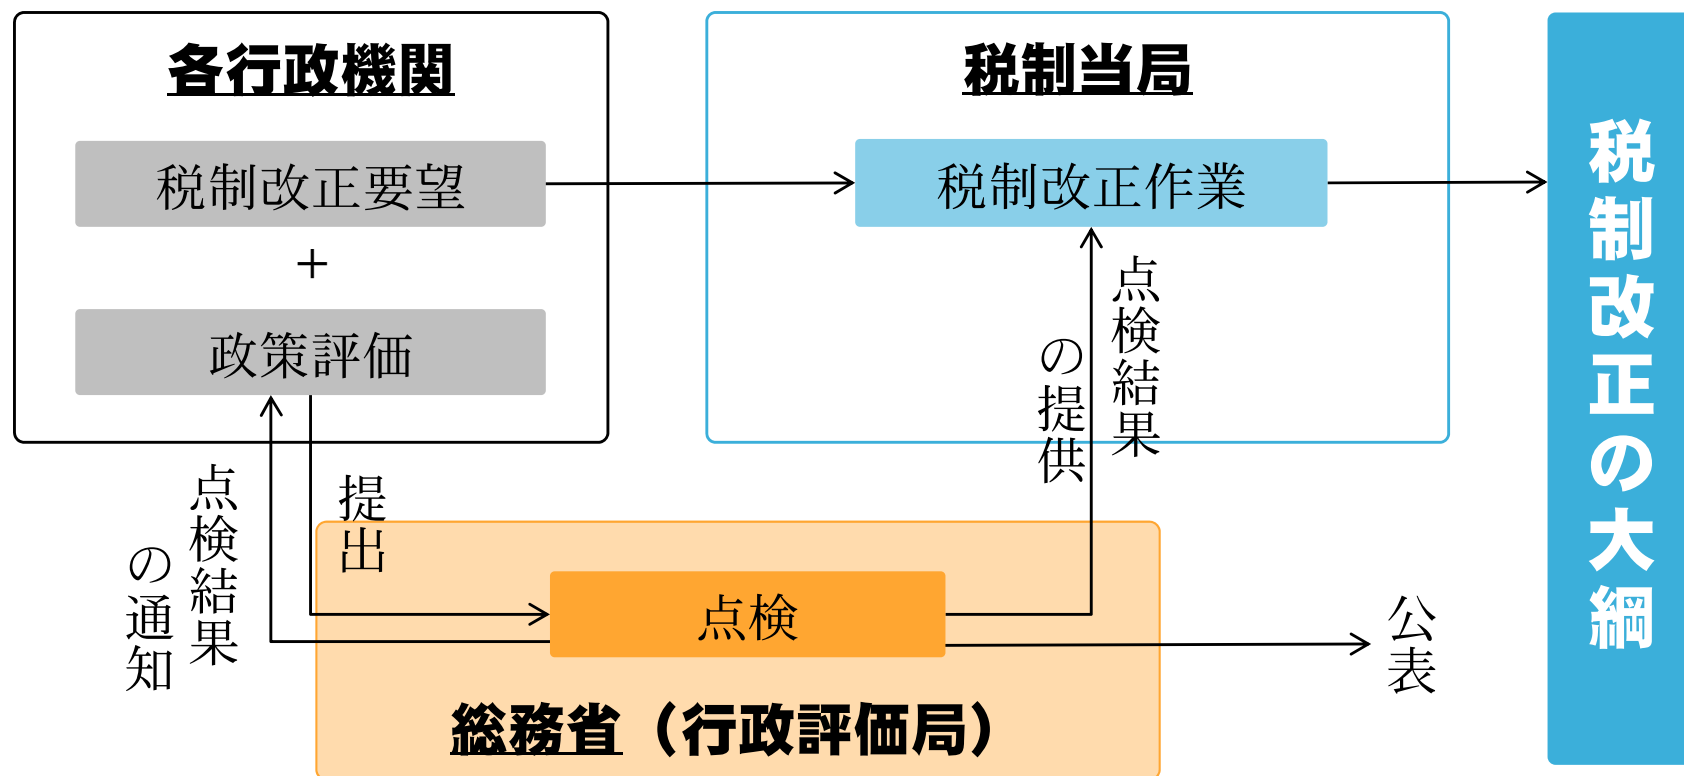 各行政機関
税制改正要望
+
政策評価
税制当局
税制改正作業
点検結果
の提供
点検結果
の通知
提出
点検
総務省（行政評価局）
公表
税制改正の大綱